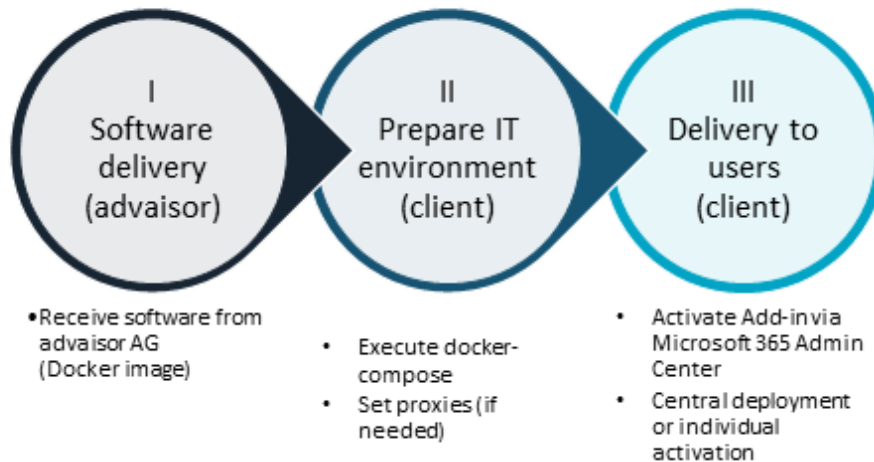 I
Software
delivery
(advaisor)
II
Prepare IT
environment
(client)
III
Delivery to
users
(client)
•Receive software from
advaisor AG
(Docker image)
• Execute docker-
compose
• Set proxies (if
needed)
• Activate Add-in via
Microsoft 365 Admin
Center
• Central deployment
or individual
activation